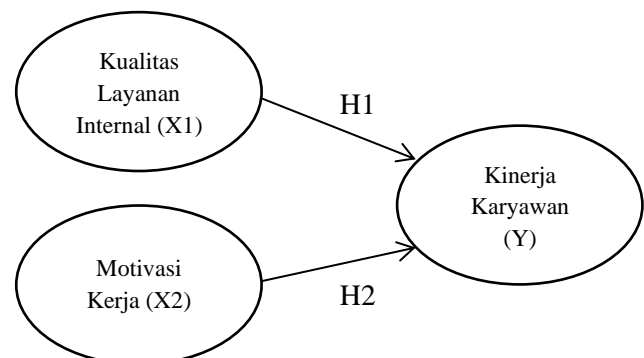 Kualitas
Layanan
Internal (X1)
H1
Kinerja
Karyawan
(Y)
Motivasi
Kerja (X2)
H2